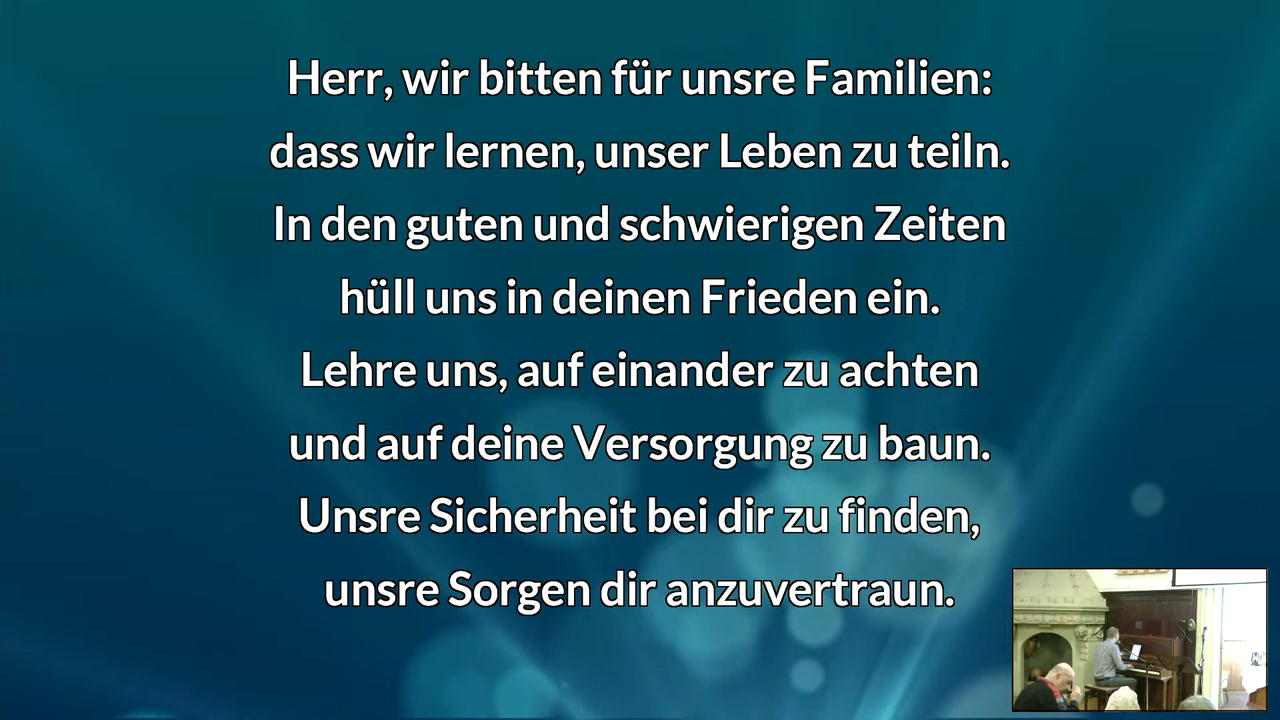 Herr, wir bitten für unsre Familien:
dass wir lernen, unser Leben zu teiln.
In den guten und schwierigen Zeiten
hüll uns in deinen Frieden ein.
Lehre uns, auf einander zu achten
und auf deine Versorgung zu baun.
Unsre Sicherheit bei dir zu finden,
unsre Sorgen dir anzuvertraun.